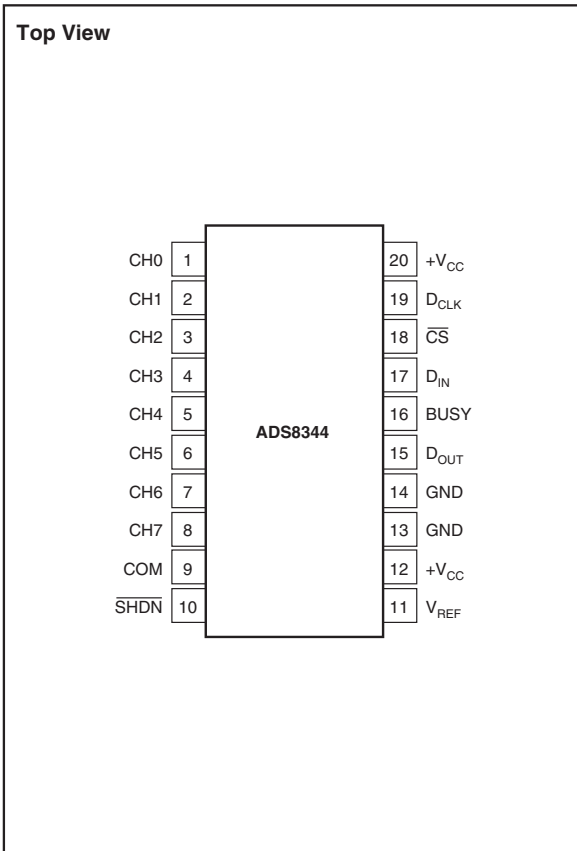 Top View
CH0 1 20 +VCC
CH1 2 19 DCLK
CH2 3 18 C̅S̅
CH3 4 17 DIN
CH4 5 16 BUSY
ADS8344
CH5 6 15 DOUT
CH6 7 14 GND
CH7 8 13 GND
COM 9 12 +VCC
S̅H̅D̅N̅ 10 11 VREF